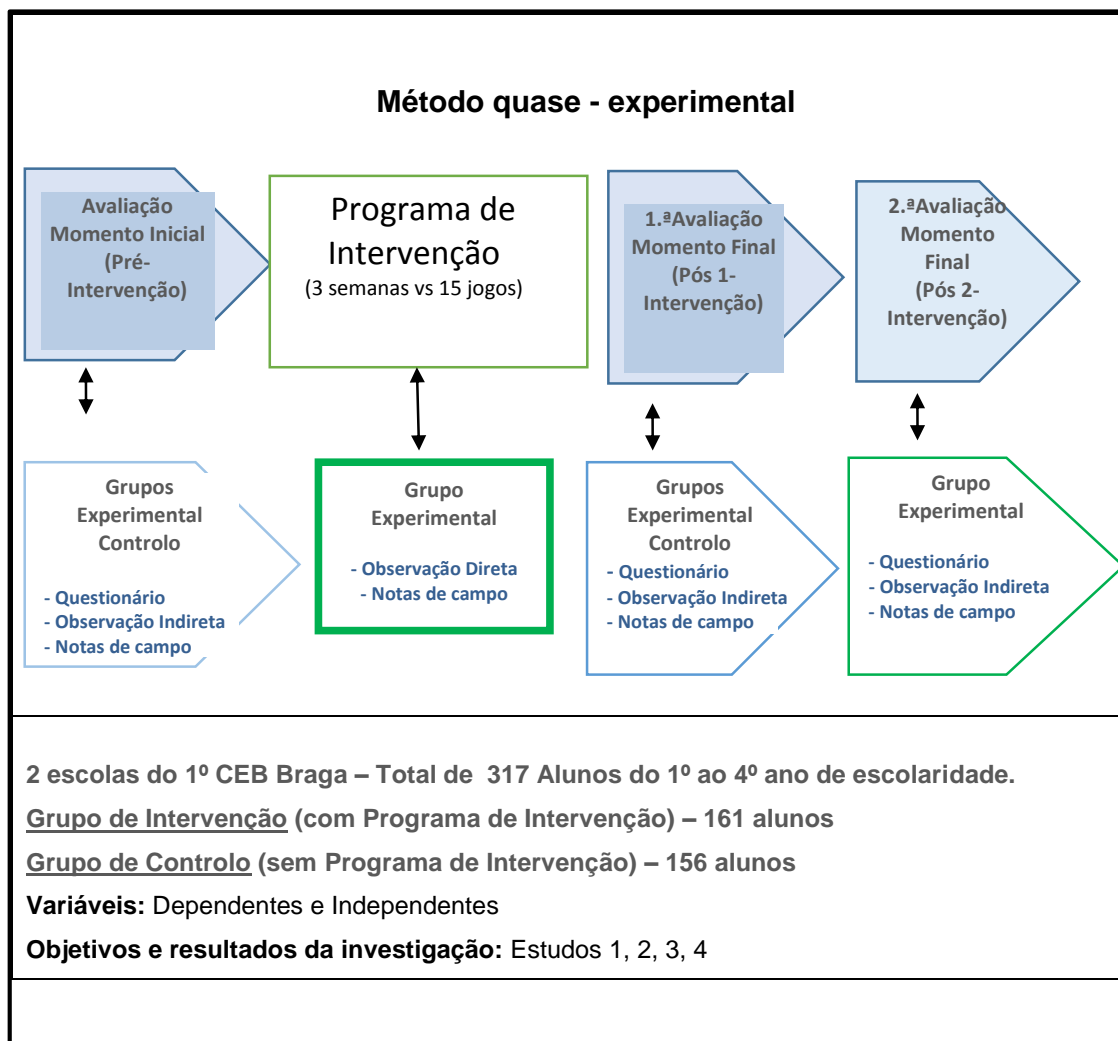 Método quase - experimental
Avaliação
Momento Inicial
(Pré-
Intervenção)
Programa de
Intervenção
(3 semanas vs 15 jogos)
1.ªAvaliação
Momento Final
(Pós 1-
Intervenção)
2.ªAvaliação
Momento
Final
(Pós 2-
Intervenção)
Grupos
Experimental
Controlo
- Questionário
- Observação Indireta
- Notas de campo
Grupo
Experimental
- Observação Direta
- Notas de campo
Grupos
Experimental
Controlo
- Questionário
- Observação Indireta
- Notas de campo
Grupo
Experimental
- Questionário
- Observação Indireta
- Notas de campo
2 escolas do 1º CEB Braga – Total de 317 Alunos do 1º ao 4º ano de escolaridade.
Grupo de Intervenção (com Programa de Intervenção) – 161 alunos
Grupo de Controlo (sem Programa de Intervenção) – 156 alunos
Variáveis: Dependentes e Independentes
Objetivos e resultados da investigação: Estudos 1, 2, 3, 4